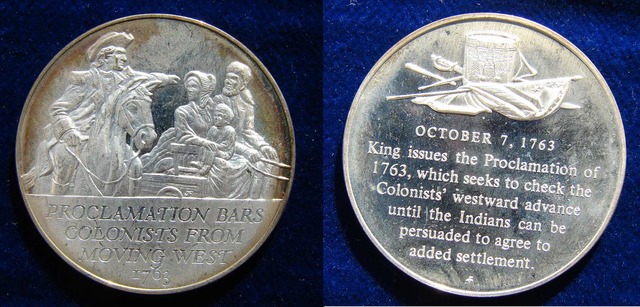 PROCLAMATION BARS
COLONISTS FROM
MOVING WEST
1763
OCTOBER 7, 1763
King issues the Proclamation of
1763, which seeks to check the
Colonists' westward advance
until the Indians can be
persuaded to agree to
added settlement.